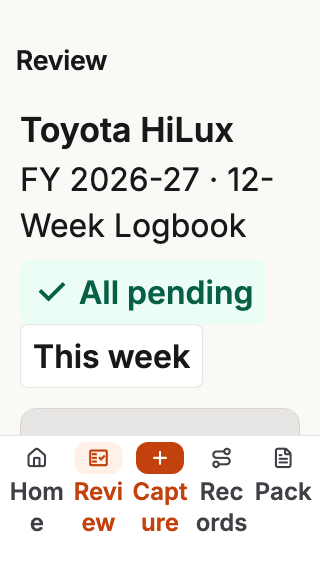 Review
Toyota HiLux
FY 2026-27 · 12-
Week Logbook
All pending
This week
Hom
e
Revi
ew
Capt
ure
Rec
ords
Pack